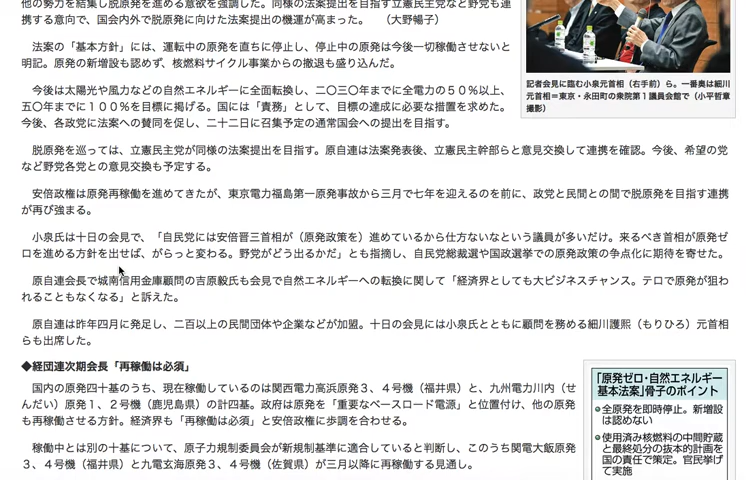 他の勢力を結集し脱原発を進める意欲を強調した。同様の法案提出を目指す立憲民主党など野党も連
携する意向で、国会内外で脱原発に向けた法案提出の機運が高まった。　（大野暢子）
法案の「基本方針」には、運転中の原発を直ちに停止し、停止中の原発は今後一切稼働させないと
明記。原発の新増設も認めず、核燃料サイクル事業からの撤退も盛り込んだ。
今後は太陽光や風力などの自然エネルギーに全面転換し、二〇三〇年までに全電力の５０％以上、
五〇年までに１００％を目標に掲げる。国には「責務」として、目標の達成に必要な措置を求めた。
今後、各政党に法案への賛同を促し、二十二日に召集予定の通常国会への提出を目指す。
脱原発を巡っては、立憲民主党が同様の法案提出を目指す。原自連は法案発表後、立憲民主幹部らと意見交換して連携を確認。今後、希望の党
など野党各党との意見交換も予定する。
安倍政権は原発再稼働を進めてきたが、東京電力福島第一原発事故から三月で七年を迎えるのを前に、政党と民間との間で脱原発を目指す連携
が再び強まる。
小泉氏は十日の会見で、「自民党には安倍晋三首相が（原発政策を）進めているから仕方ないなという議員が多いだけ。来るべき首相が原発ゼ
ロを進める方針を出せば、がらっと変わる。野党がどう出るかだ」とも指摘し、自民党総裁選や国政選挙での原発政策の争点化に期待を寄せた。
原自連会長で城南信用金庫顧問の吉原毅氏も会見で自然エネルギーへの転換に関して「経済界としても大ビジネスチャンス。テロで原発が狙わ
れることもなくなる」と訴えた。
原自連は昨年四月に発足し、二百以上の民間団体や企業などが加盟。十日の会見には小泉氏とともに顧問を務める細川護熙（もりひろ）元首相
らも出席した。
◆経団連次期会長「再稼働は必須」
国内の原発四十基のうち、現在稼働しているのは関西電力高浜原発３、４号機（福井県）と、九州電力川内（せ
んだい）原発１、２号機（鹿児島県）の計四基。政府は原発を「重要なベースロード電源」と位置付け、他の原発
も再稼働させる方針。経済界も「再稼働は必須」と安倍政権に歩調を合わせる。
稼働中とは別の十基について、原子力規制委員会が新規制基準に適合していると判断し、このうち関電大飯原発
３、４号機（福井県）と九電玄海原発３、４号機（佐賀県）が三月以降に再稼働する見通し。
記者会見に臨む小泉元首相（右手前）ら。一番奥は細川
元首相＝東京・永田町の衆院第１議員会館で（小平哲章
撮影）
「原発ゼロ・自然エネルギー
基本法案」骨子のポイント
●全原発を即時停止。新増設
は認めない
●使用済み核燃料の中間貯蔵
と最終処分の抜本的計画を
国の責任で策定。官民挙げ
て実施